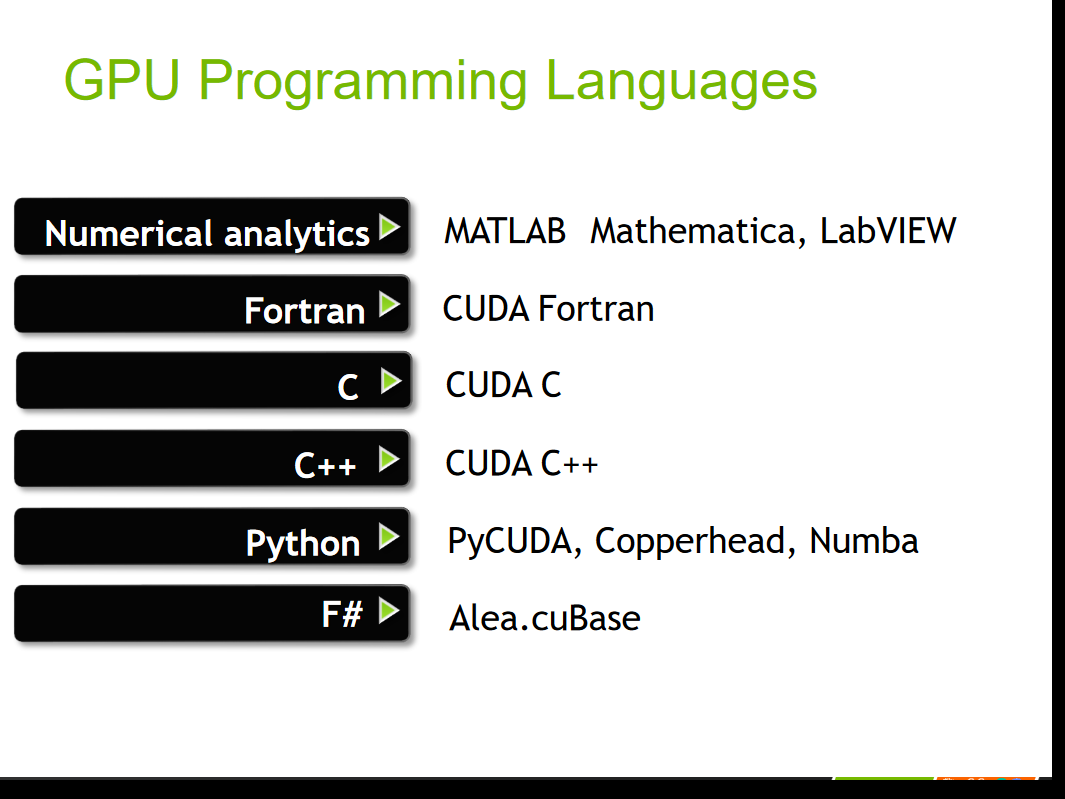 GPU Programming Languages
Numerical analytics MATLAB Mathematica, LabVIEW
Fortran CUDA Fortran
C CUDA C
C++ CUDA C++
Python PyCUDA, Copperhead, Numba
F# Alea.cuBase